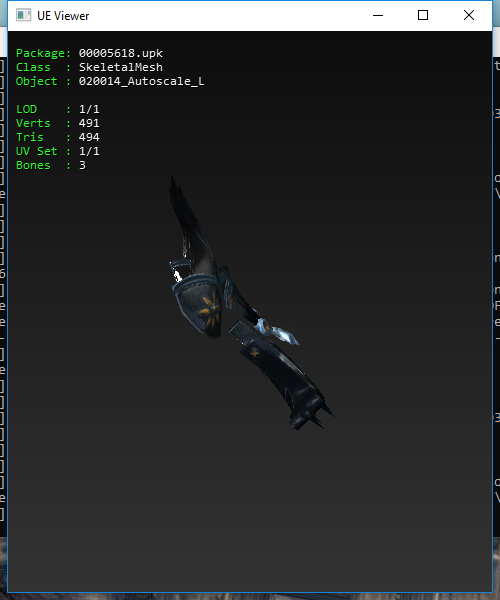 UE Viewer
Package: 00005618.upk
Class : SkeletalMesh
Object : 020014_Autoscale_L
LOD : 1/1
Verts : 491
Tris : 494
UV Set : 1/1
Bones : 3